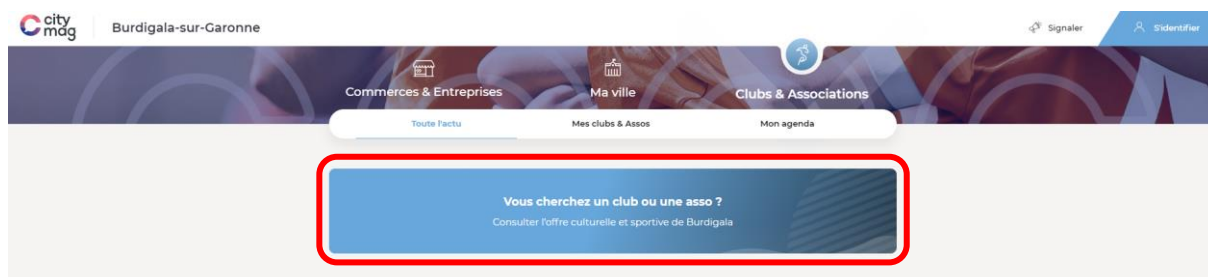 city
mag
Burdigala-sur-Garonne
Signaler
S'identifier
Commerces & Entreprises
Ma ville
Clubs & Associations
Toute l'actu
Mes clubs & Assos
Mon agenda
Vous cherchez un club ou une asso ?
Consulter l'offre culturelle et sportive de Burdigala